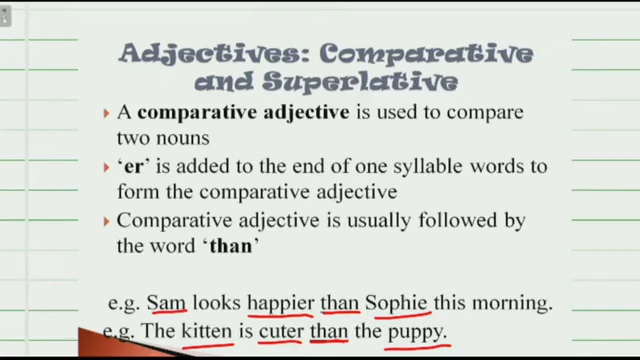 Adjectives: Comparative
and Superlative
A comparative adjective is used to compare
two nouns
‘er’ is added to the end of one syllable words to
form the comparative adjective
Comparative adjective is usually followed by
the word ‘than’
e.g. Sam looks happier than Sophie this morning.
e.g. The kitten is cuter than the puppy.